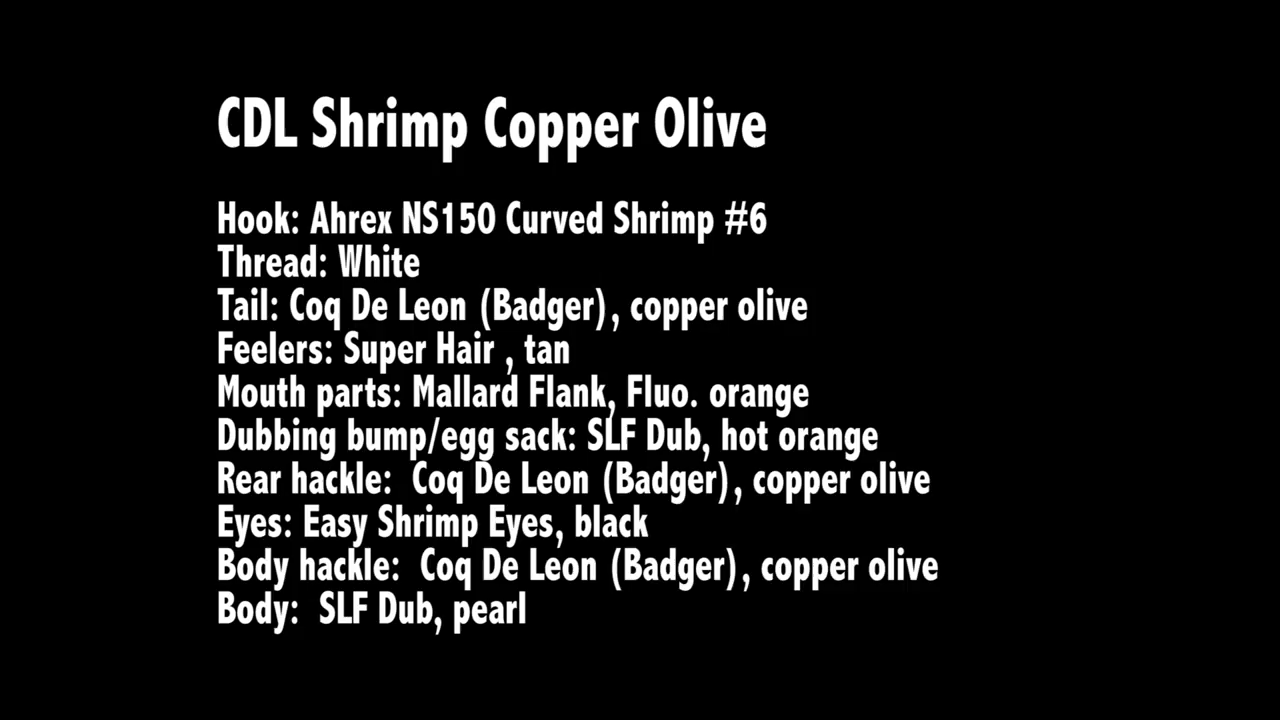 CDL Shrimp Copper Olive
Hook: Ahrex NS150 Curved Shrimp #6
Thread: White
Tail: Coq De Leon (Badger), copper olive
Feelers: Super Hair , tan
Mouth parts: Mallard Flank, Fluo. orange
Dubbing bump/egg sack: SLF Dub, hot orange
Rear hackle:  Coq De Leon (Badger), copper olive
Eyes: Easy Shrimp Eyes, black
Body hackle:  Coq De Leon (Badger), copper olive
Body:  SLF Dub, pearl